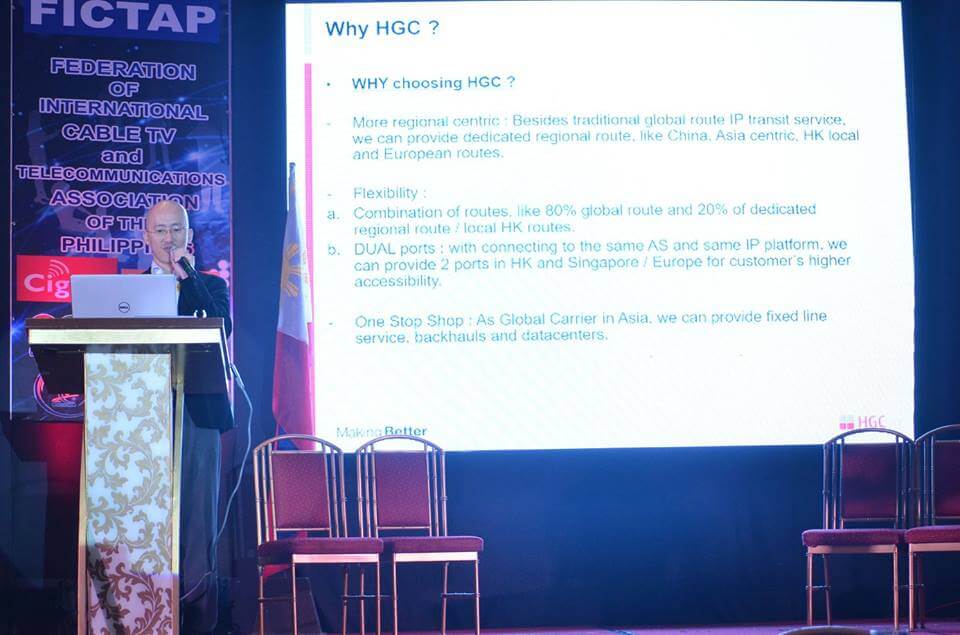 FICTAP
FEDERATION
OF
INTERNATIONAL
CABLE TV
and
TELECOMMUNICATIONS
ASSOCIATION
OF THE
PHILIPPINES
Cig
DELL
Why HGC ?
• WHY choosing HGC ?
- More regional centric : Besides traditional global route IP transit service,
we can provide dedicated regional route, like China, Asia centric, HK local
and European routes.
- Flexibility :
a. Combination of routes, like 80% global route and 20% of dedicated
regional route / local HK routes.
b. DUAL ports : with connecting to the same AS and same IP platform, we
can provide 2 ports in HK and Singapore / Europe for customer's higher
accessibility.
- One Stop Shop : As Global Carrier in Asia, we can provide fixed line
service, backhauls and datacenters.
Making Better
HGC